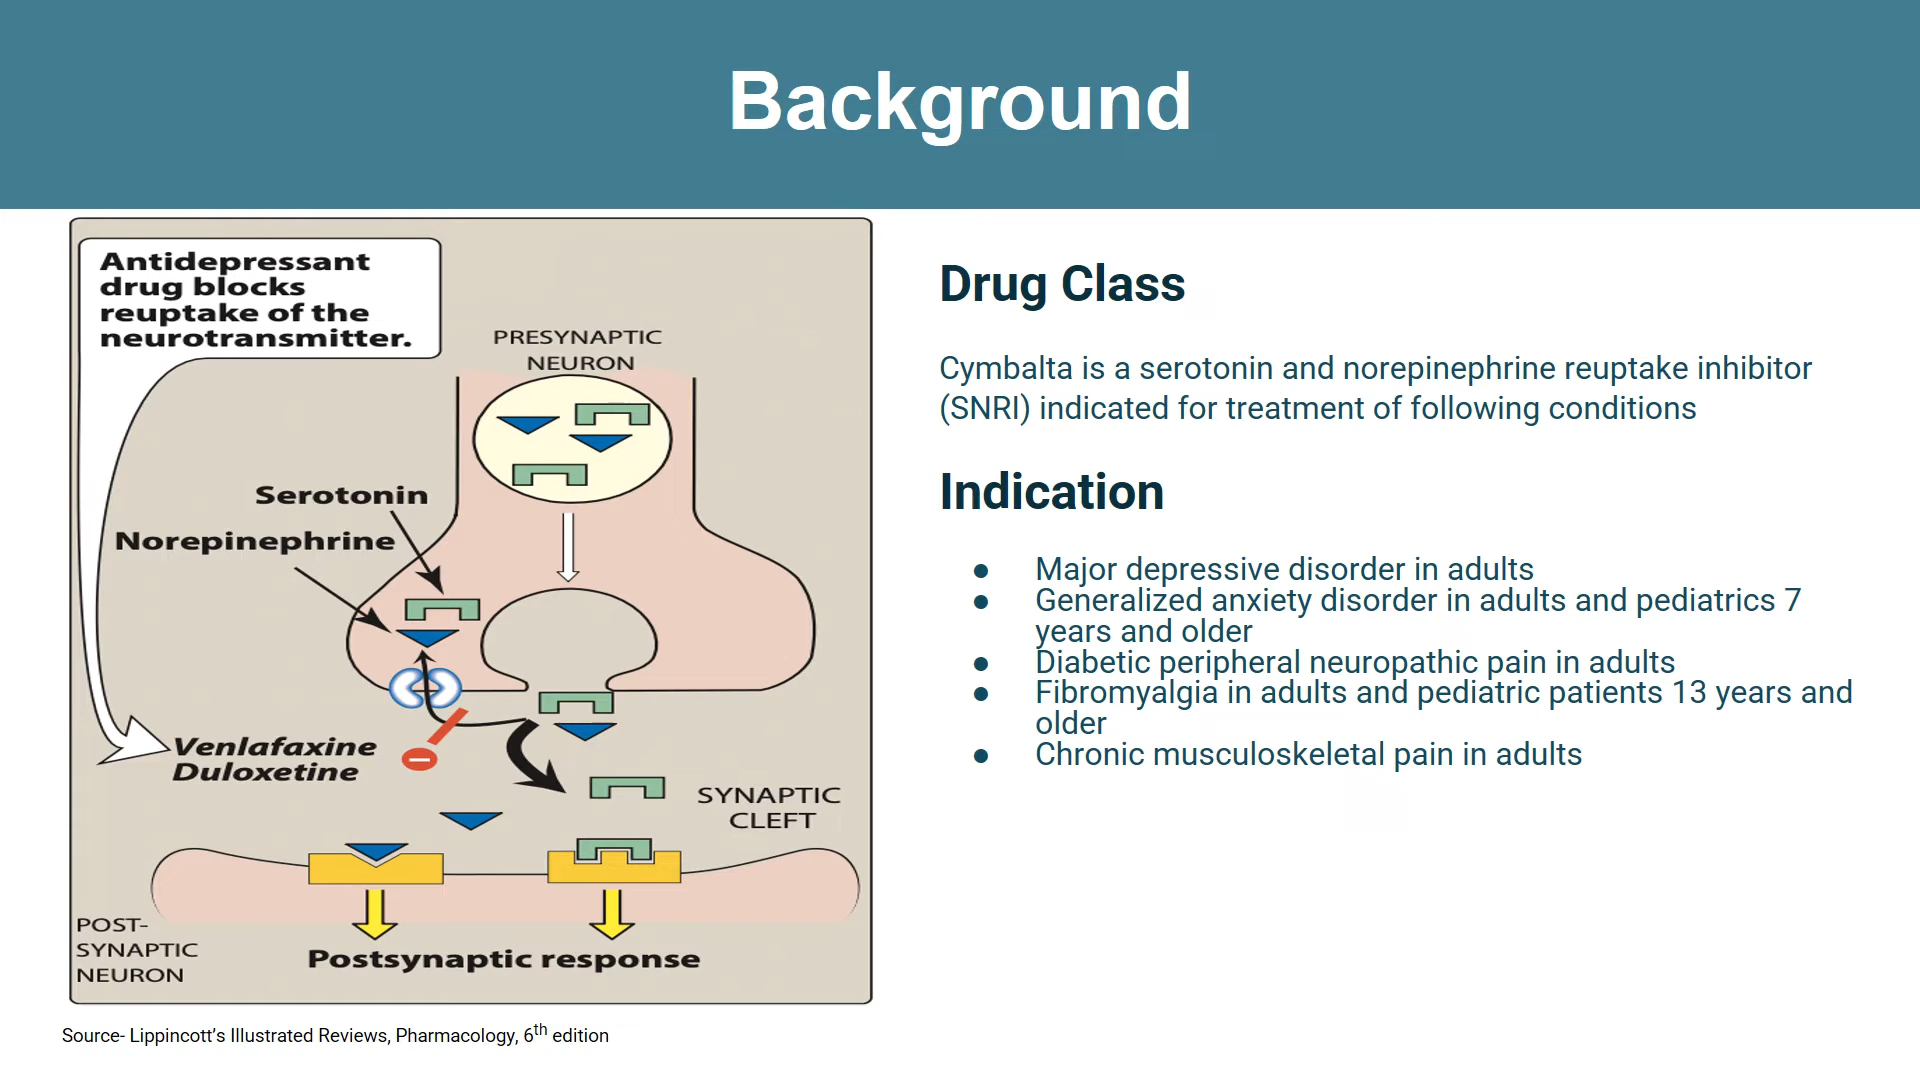 Background
Antidepressant
drug blocks
reuptake of the
neurotransmitter.
PRESYNAPTIC
NEURON
Serotonin
Norepinephrine
Venlafaxine
Duloxetine
SYNAPTIC
CLEFT
POST-
SYNAPTIC
NEURON
Postsynaptic response
Source- Lippincott’s Illustrated Reviews, Pharmacology, 6th edition
Drug Class
Cymbalta is a serotonin and norepinephrine reuptake inhibitor
(SNRI) indicated for treatment of following conditions
Indication
● Major depressive disorder in adults
● Generalized anxiety disorder in adults and pediatrics 7
years and older
● Diabetic peripheral neuropathic pain in adults
● Fibromyalgia in adults and pediatric patients 13 years and
older
● Chronic musculoskeletal pain in adults